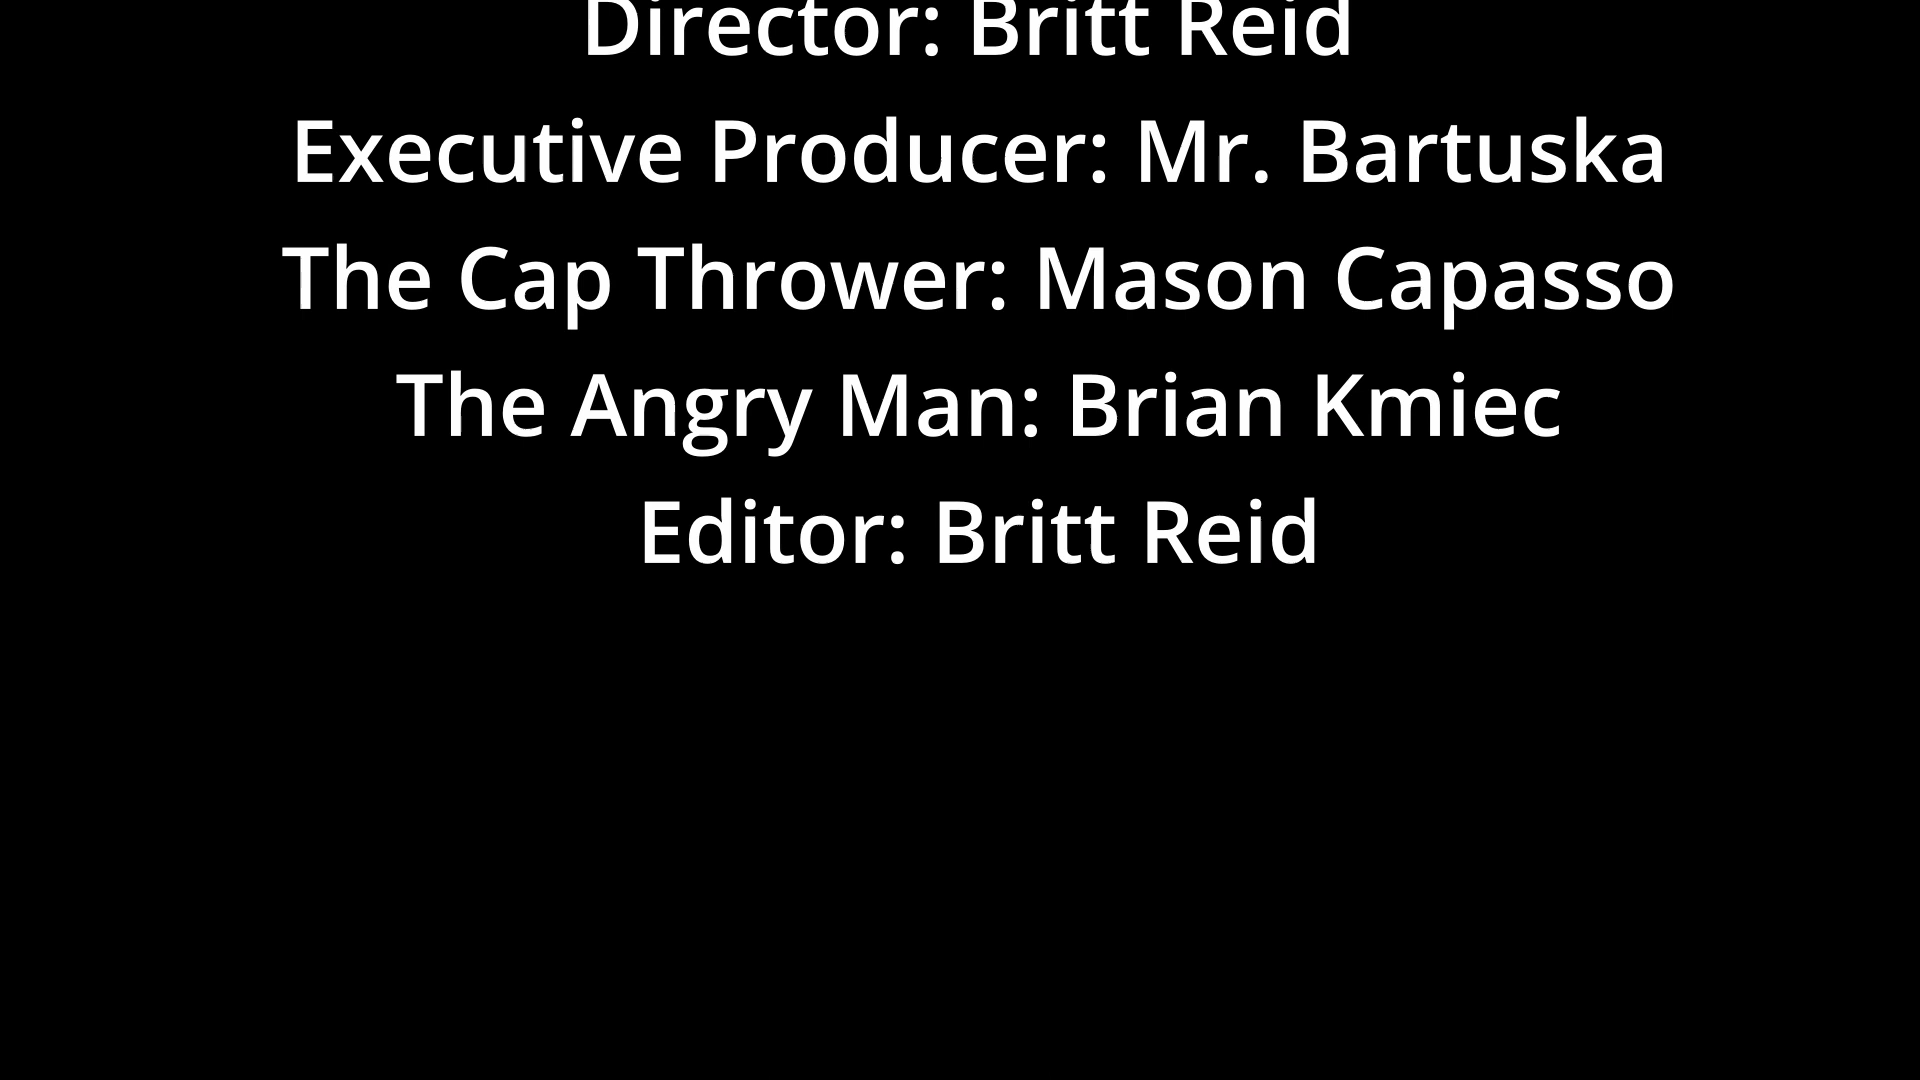 Director: Britt Reid
Executive Producer: Mr. Bartuska
The Cap Thrower: Mason Capasso
The Angry Man: Brian Kmiec
Editor: Britt Reid